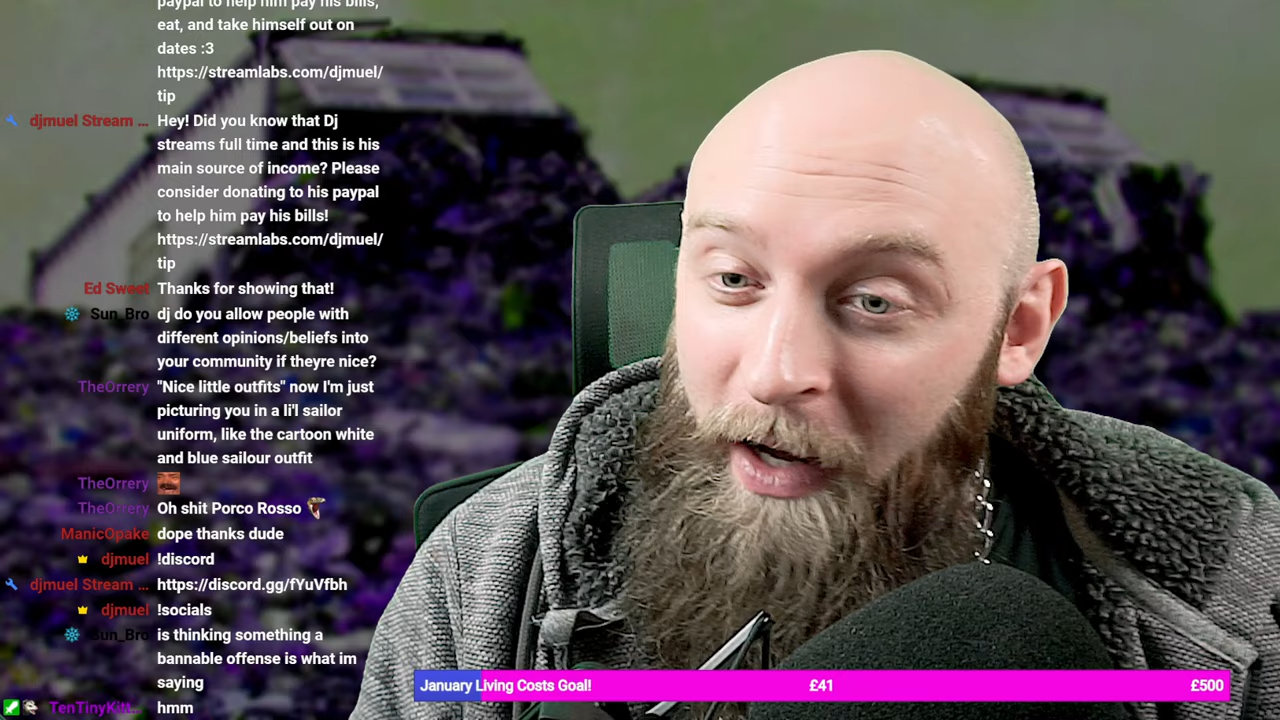 paypal to help him pay his bills,
eat, and take himself out on
dates :3
https://streamlabs.com/djmuel/
tip
djmuel Stream ... Hey! Did you know that Dj
streams full time and this is his
main source of income? Please
consider donating to his paypal
to help him pay his bills!
https://streamlabs.com/djmuel/
tip
Ed Sweet Thanks for showing that!
Sun_Bro dj do you allow people with
different opinions/beliefs into
your community if theyre nice?
TheOrrery "Nice little outfits" now I'm just
picturing you in a li'l sailor
uniform, like the cartoon white
and blue sailour outfit
TheOrrery
TheOrrery Oh shit Porco Rosso
ManicOpake dope thanks dude
djmuel !discord
djmuel Stream ... https://discord.gg/fYuVfbh
djmuel !socials
Sun_Bro is thinking something a
bannable offense is what im
saying
TenTinyKitt... hmm
January Living Costs Goal! £41 £500